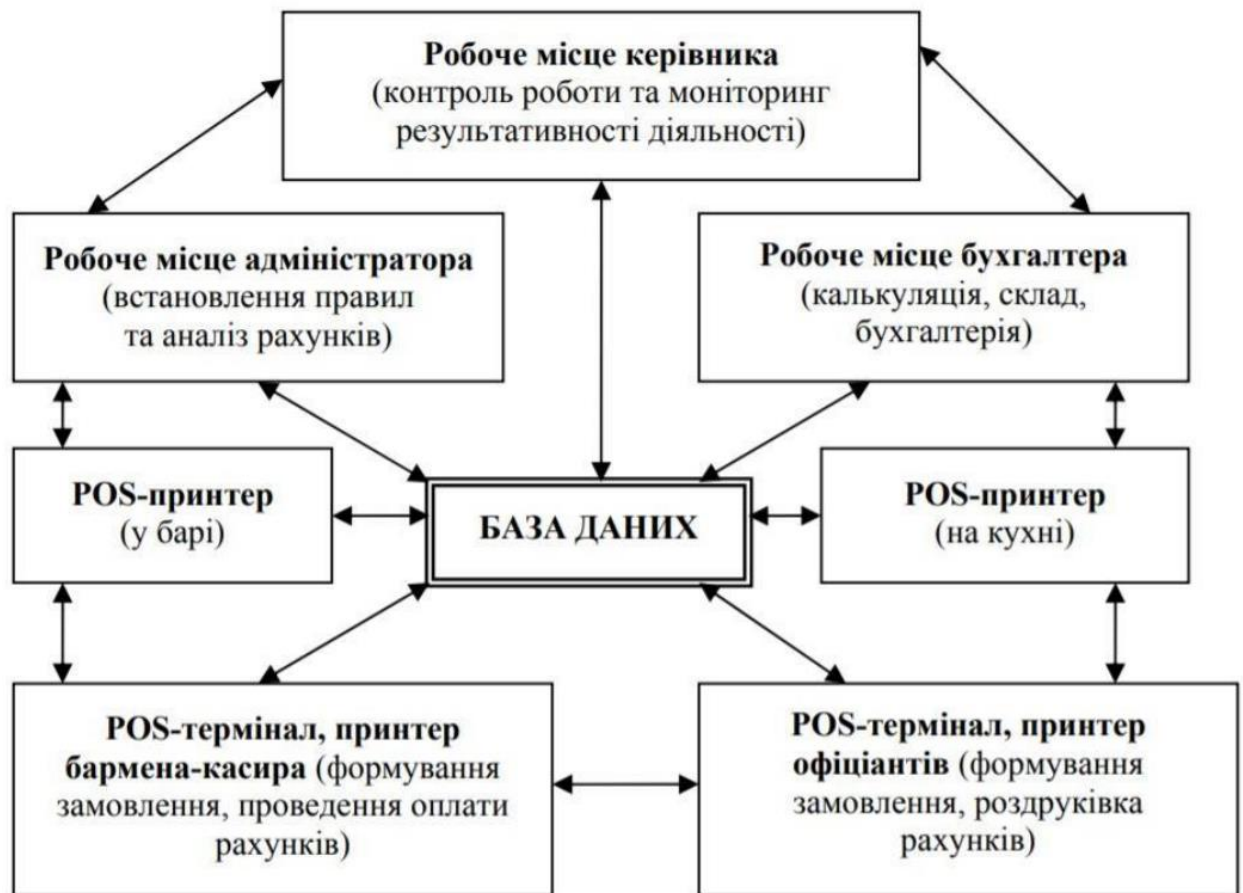 Робоче місце керівника
(контроль роботи та моніторинг
результативності діяльності)
Робоче місце адміністратора
(встановлення правил
та аналіз рахунків)
Робоче місце бухгалтера
(калькуляція, склад,
бухгалтерія)
POS-принтер
(у барі)
БАЗА ДАНИХ
POS-принтер
(на кухні)
POS-термінал, принтер
бармена-касира (формування
замовлення, проведення оплати
рахунків)
POS-термінал, принтер
офіціантів (формування
замовлення, роздруківка
рахунків)